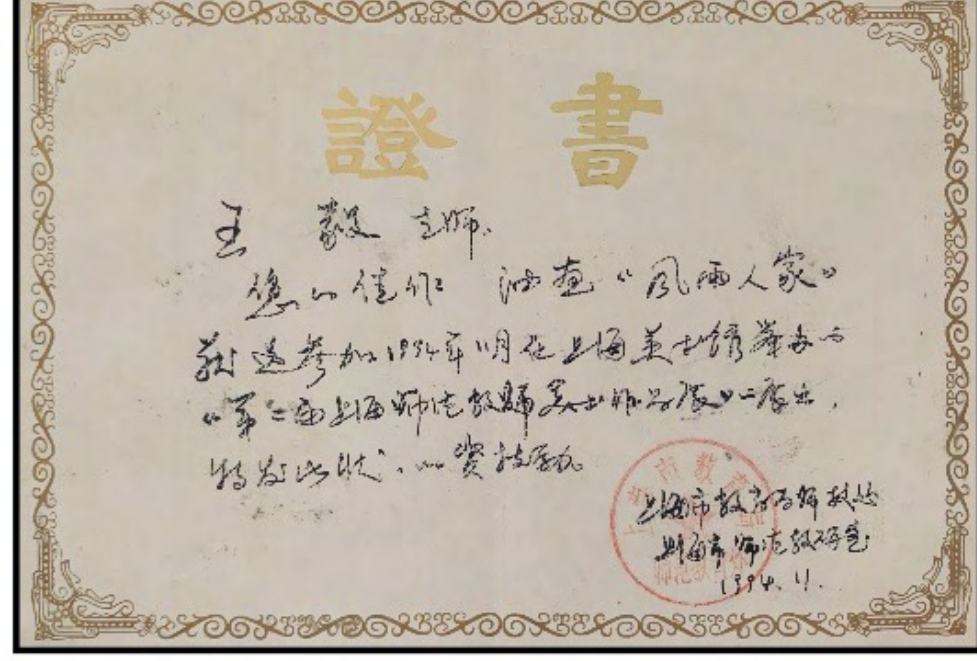 證書
王 毅 老师:
您的佳作 油画“風雨人家”
获选参加1994年11月在上海美术馆举办的
“第二届上海师范教师美术作品展”展出,
特发此状,以资鼓励
上海市教育局师教处
上海市师范教研室
1994.11.